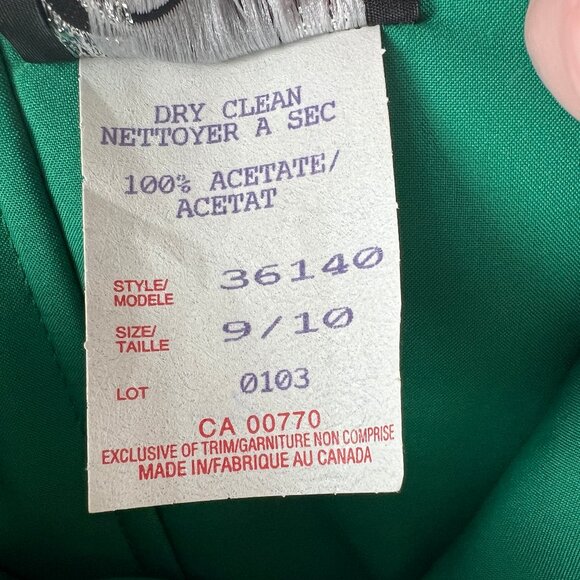 DRY CLEAN
NETTOYER A SEC
100% ACETATE/
ACETAT
STYLE/
MODELE 36140
SIZE/
TAILLE 9/10
LOT 0103
CA 00770
EXCLUSIVE OF TRIM/GARNITURE NON COMPRISE
MADE IN/FABRIQUE AU CANADA